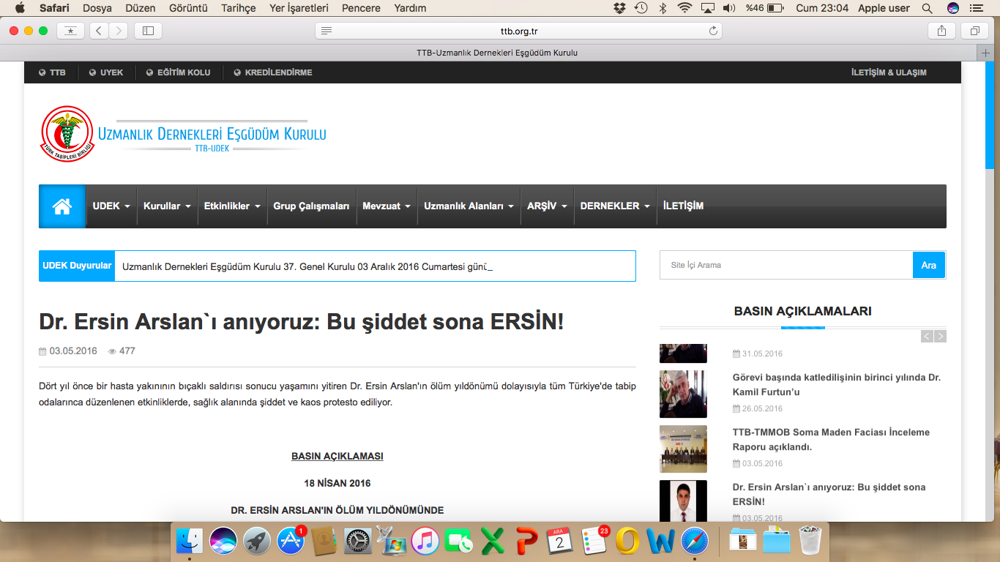 Safari Dosya Düzen Görüntü Tarihçe Yer İşaretleri Pencere Yardım %46 Cum 23:04 Apple user
ttb.org.tr
TTB-Uzmanlık Dernekleri Eşgüdüm Kurulu
TTB UYEK EĞİTİM KOLU KREDİLENDİRME İLETİŞİM & ULAŞIM
TÜRK TABİPLERİ BİRLİĞİ
UZMANLIK DERNEKLERİ EŞGÜDÜM KURULU
TTB-UDEK
UDEK Kurullar Etkinlikler Grup Çalışmaları Mevzuat Uzmanlık Alanları ARŞİV DERNEKLER İLETİŞİM
UDEK Duyurular Uzmanlık Dernekleri Eşgüdüm Kurulu 37. Genel Kurulu 03 Aralık 2016 Cumartesi günü_
Site İçi Arama Ara
Dr. Ersin Arslan`ı anıyoruz: Bu şiddet sona ERSİN!
03.05.2016 477
Dört yıl önce bir hasta yakınının bıçaklı saldırısı sonucu yaşamını yitiren Dr. Ersin Arslan'ın ölüm yıldönümü dolayısıyla tüm Türkiye'de tabip
odalarınca düzenlenen etkinliklerde, sağlık alanında şiddet ve kaos protesto ediliyor.
BASIN AÇIKLAMASI
18 NİSAN 2016
DR. ERSİN ARSLAN'IN ÖLÜM YILDÖNÜMÜNDE
BASIN AÇIKLAMALARI
< >
31.05.2016
Görevi başında katledilişinin birinci yılında Dr.
Kamil Furtun'u
26.05.2016
TTB-TMMOB Soma Maden Faciası İnceleme
Raporu açıklandı.
03.05.2016
Dr. Ersin Arslan`ı anıyoruz: Bu şiddet sona
ERSİN!
03.05.2016
1 ARA 2 23